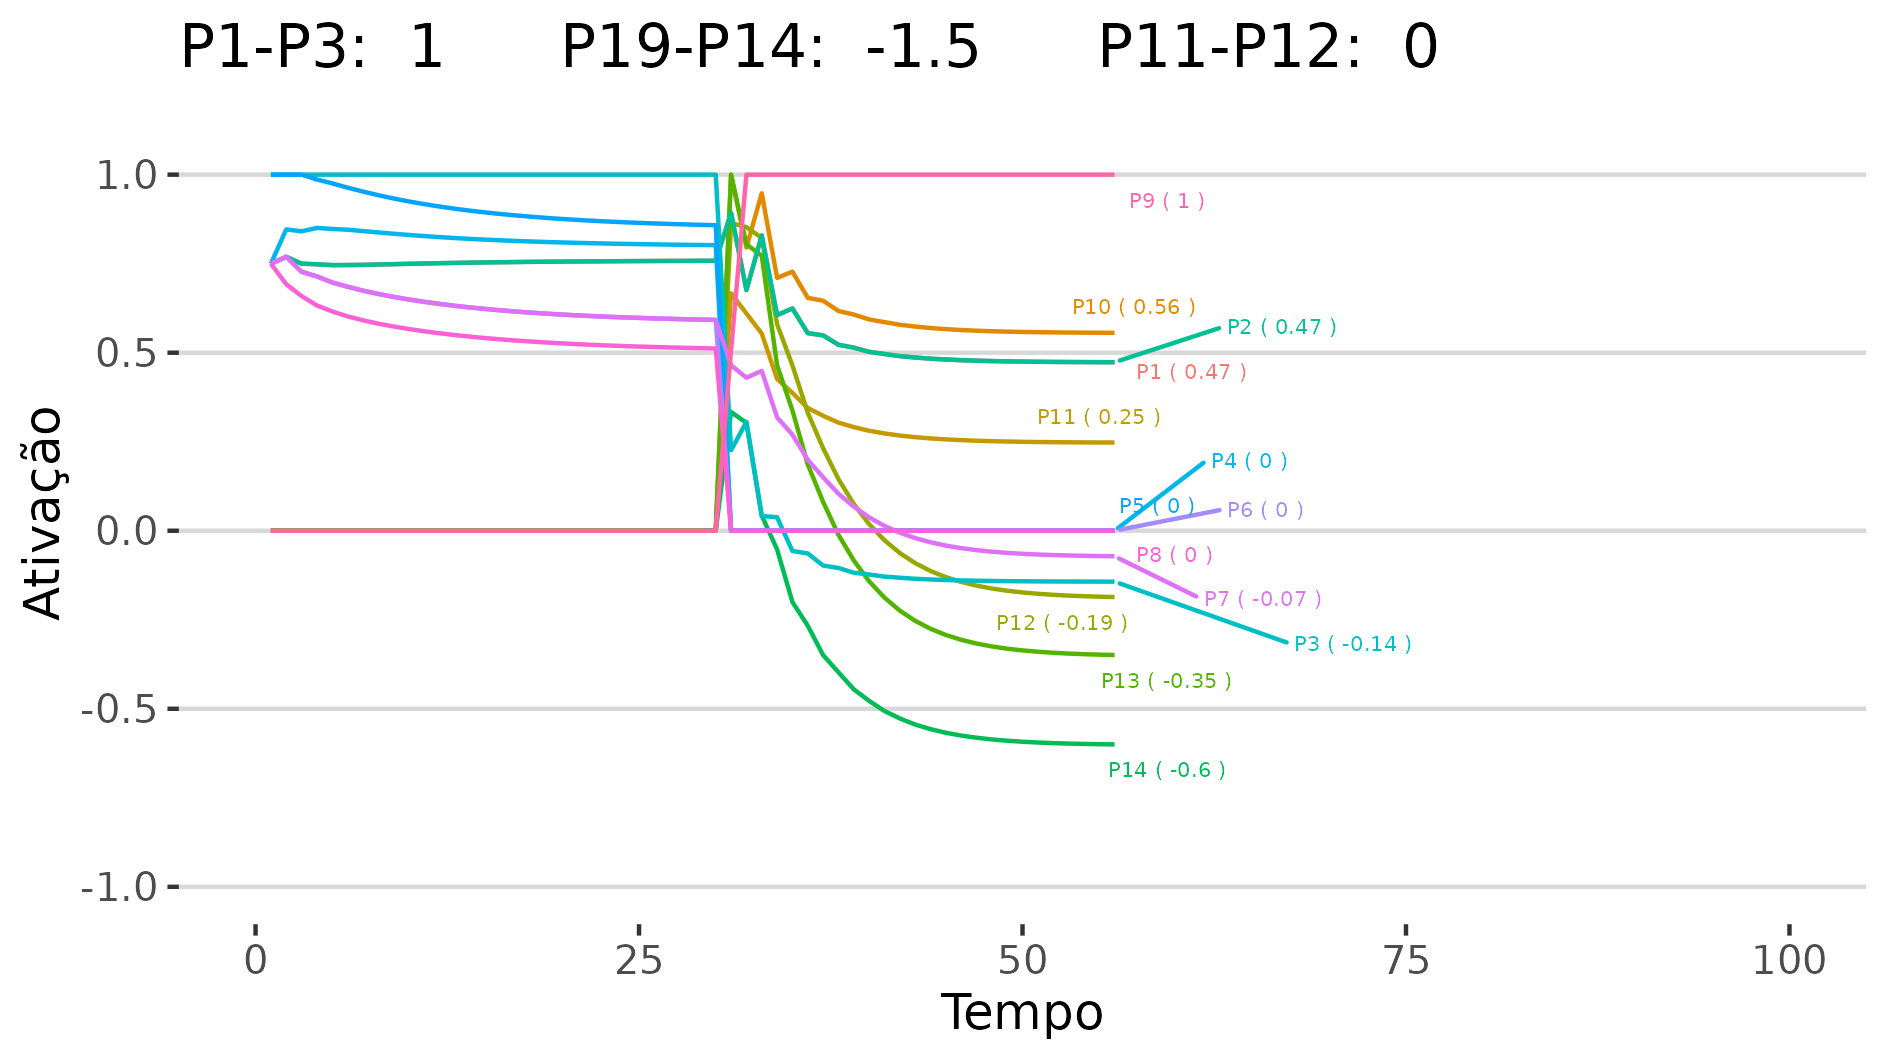 P1-P3: 1 P19-P14: -1.5 P11-P12: 0
Ativação
1.0
0.5
0.0
-0.5
-1.0
P9 ( 1 )
P10 ( 0.56 )
P2 ( 0.47 )
P1 ( 0.47 )
P11 ( 0.25 )
P4 ( 0 )
P5 ( 0 )
P6 ( 0 )
P8 ( 0 )
P7 ( -0.07 )
P12 ( -0.19 )
P3 ( -0.14 )
P13 ( -0.35 )
P14 ( -0.6 )
0 25 50 75 100
Tempo